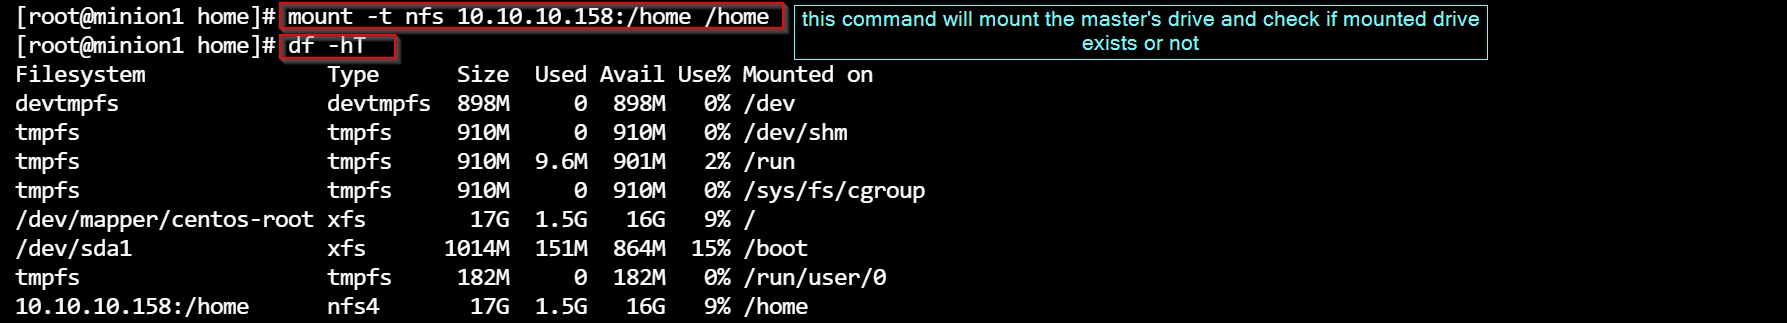 [root@minion1 home]# mount -t nfs 10.10.10.158:/home /home
this command will mount the master's drive and check if mounted drive
exists or not
[root@minion1 home]# df -hT
Filesystem              Type      Size  Used Avail Use% Mounted on
devtmpfs                devtmpfs  898M     0  898M   0% /dev
tmpfs                   tmpfs     910M     0  910M   0% /dev/shm
tmpfs                   tmpfs     910M  9.6M  901M   2% /run
tmpfs                   tmpfs     910M     0  910M   0% /sys/fs/cgroup
/dev/mapper/centos-root xfs        17G  1.5G   16G   9% /
/dev/sda1               xfs      1014M  151M  864M  15% /boot
tmpfs                   tmpfs     182M     0  182M   0% /run/user/0
10.10.10.158:/home      nfs4       17G  1.5G   16G   9% /home